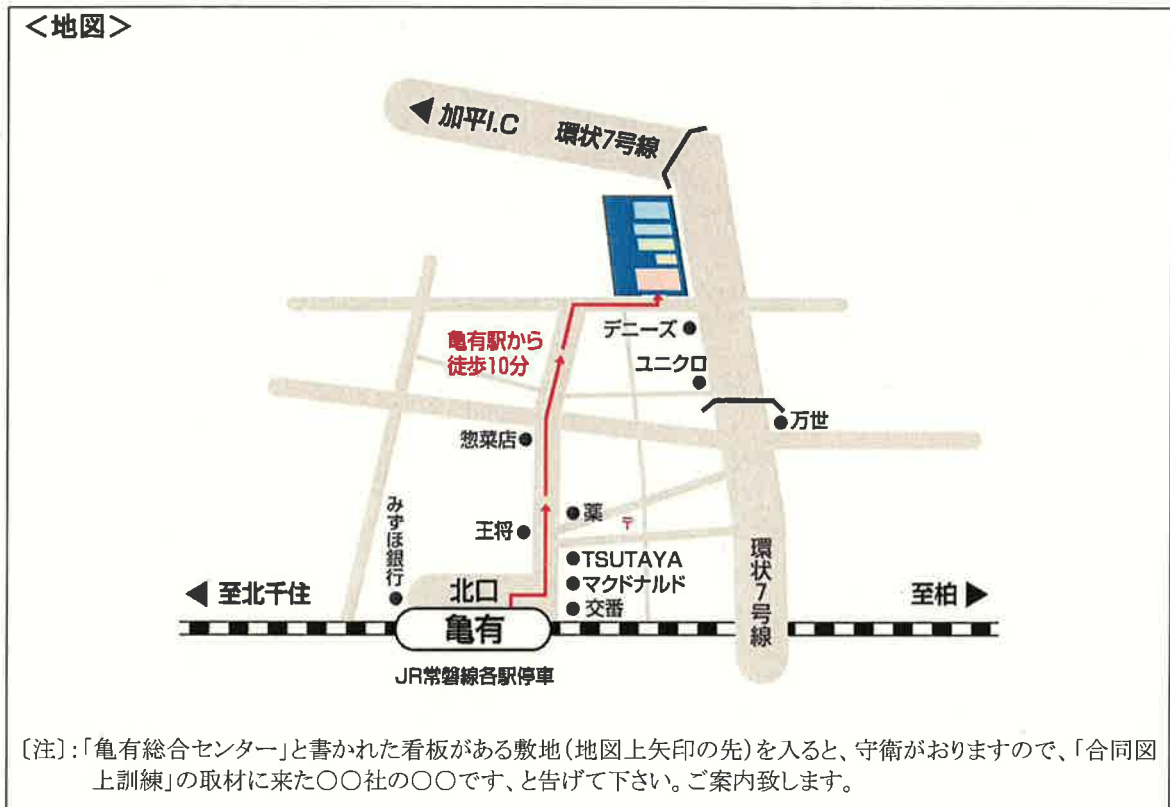 ＜地図＞
◀ 加平I.C 環状7号線
デニーズ
亀有駅から
徒歩10分
ユニクロ
万世
惣菜店
みずほ銀行
薬
〒
王将
TSUTAYA
環状7号線
◀ 至北千住
北口
マクドナルド
至柏 ▶
交番
亀有
JR常磐線各駅停車
〔注〕：「亀有総合センター」と書かれた看板がある敷地（地図上矢印の先）を入ると、守衛がおりますので、「合同図
上訓練」の取材に来た〇〇社の〇〇です、と告げて下さい。ご案内致します。